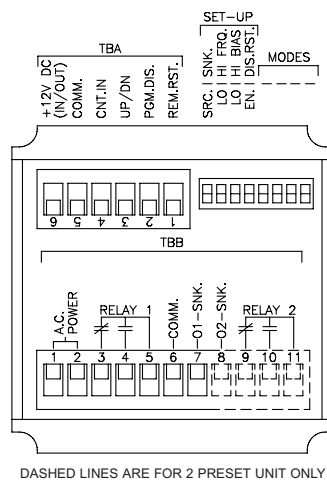 SET-UP
TBA
MODES
+12V DC
(IN/OUT)
COMM.
CNT.IN
UP/DN
PGM.DIS.
REM.RST.
SRC. SNK.
LO HI FRQ.
LO HI BIAS
EN. DIS.RST.
6 5 4 3 2 1
TBB
A.C.
POWER
RELAY 1
COMM.
O1-SNK.
O2-SNK.
RELAY 2
1 2 3 4 5 6 7 8 9 10 11
DASHED LINES ARE FOR 2 PRESET UNIT ONLY